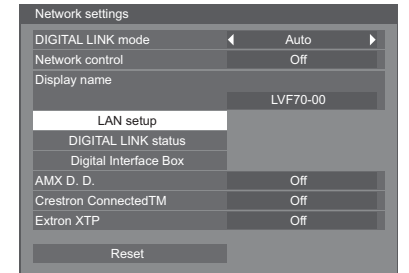 Network settings
DIGITAL LINK mode Auto
Network control Off
Display name
LVF70-00
LAN setup
DIGITAL LINK status
Digital Interface Box
AMX D. D. Off
Crestron ConnectedTM Off
Extron XTP Off
Reset